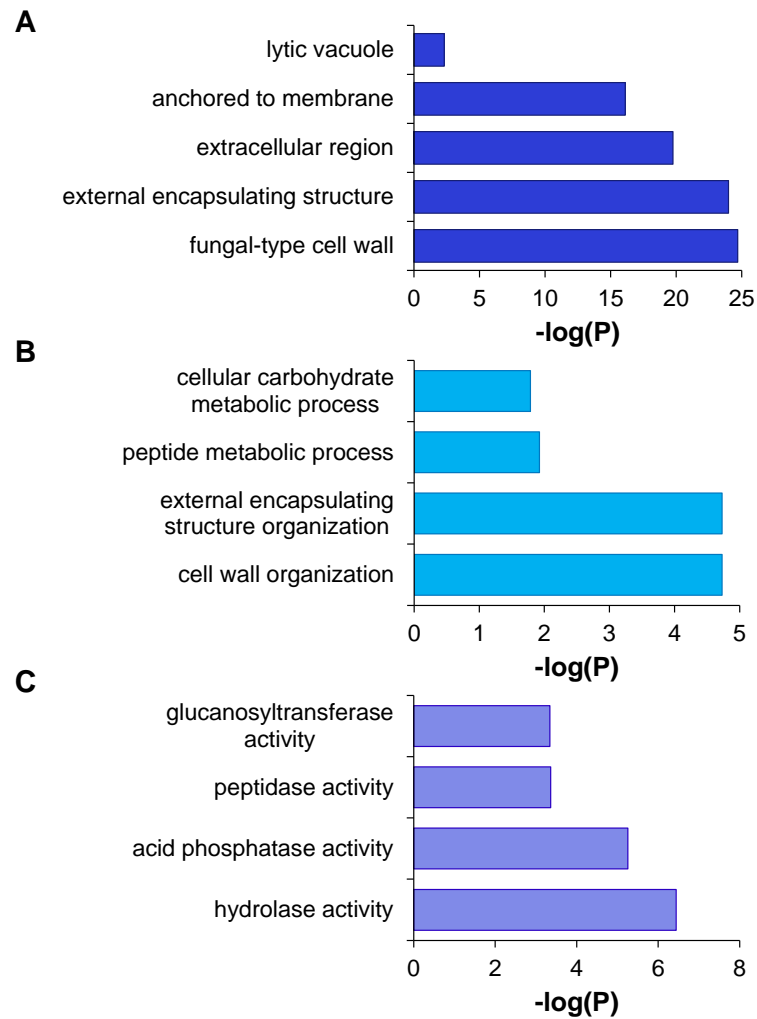 A
lytic vacuole
anchored to membrane
extracellular region
external encapsulating structure
fungal-type cell wall
0 5 10 15 20 25
-log(P)
B
cellular carbohydrate
metabolic process
peptide metabolic process
external encapsulating
structure organization
cell wall organization
0 1 2 3 4 5
-log(P)
C
glucanosyltransferase
activity
peptidase activity
acid phosphatase activity
hydrolase activity
0 2 4 6 8
-log(P)